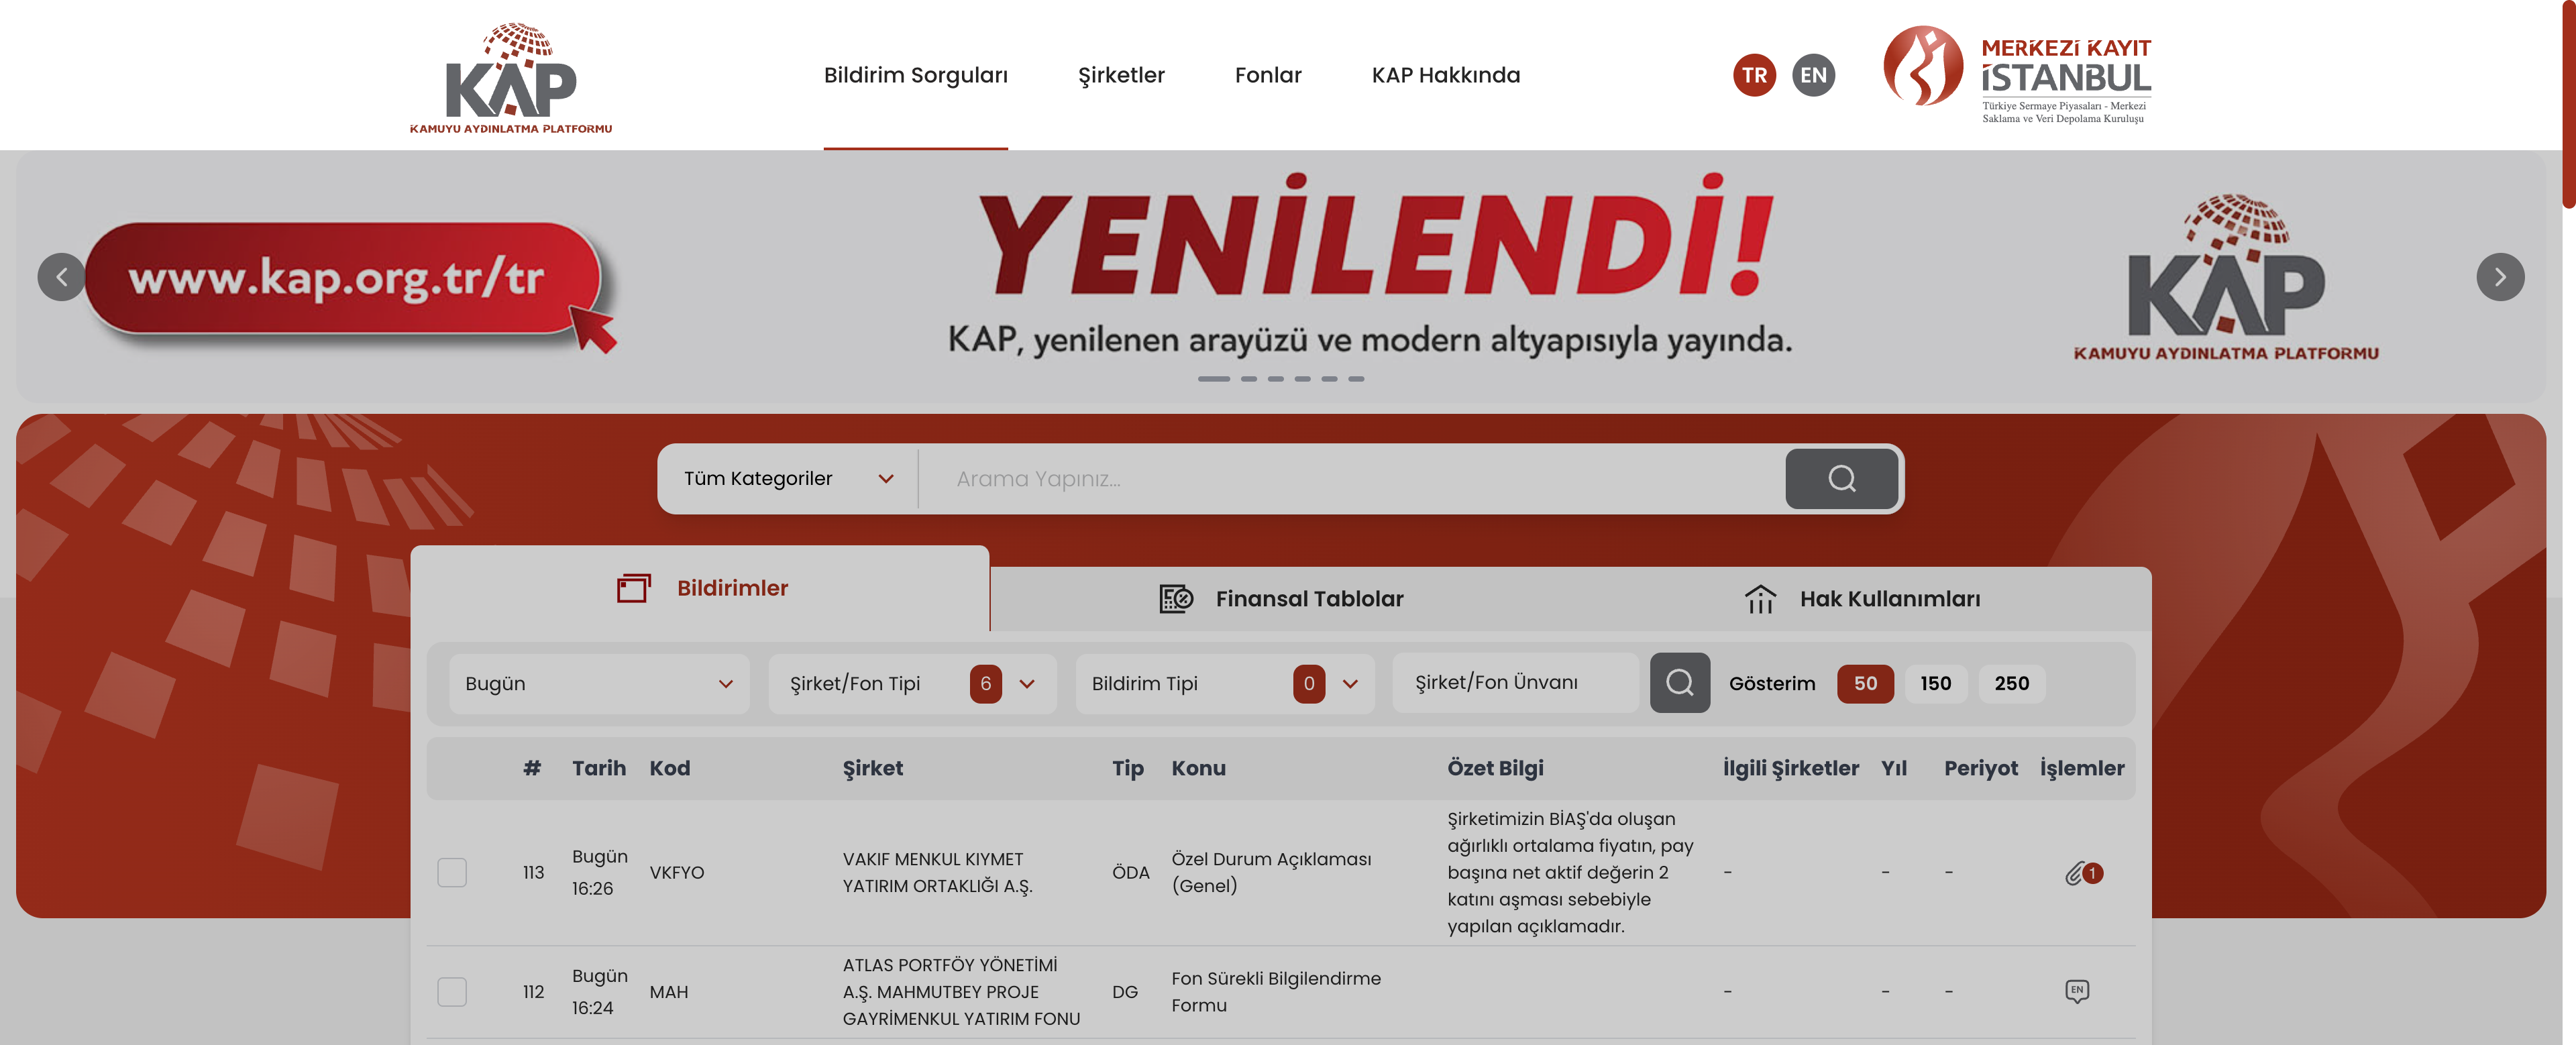 KAP
KAMUYU AYDINLATMA PLATFORMU
Bildirim Sorguları
Şirketler
Fonlar
KAP Hakkında
TR
EN
MERKEZİ KAYIT
İSTANBUL
Türkiye Sermaye Piyasaları - Merkezi
Saklama ve Veri Depolama Kuruluşu
www.kap.org.tr/tr
YENİLENDİ!
KAP, yenilenen arayüzü ve modern altyapısıyla yayında.
KAP
KAMUYU AYDINLATMA PLATFORMU
Tüm Kategoriler
Arama Yapınız...
Bildirimler
Finansal Tablolar
Hak Kullanımları
Bugün
Şirket/Fon Tipi 6
Bildirim Tipi 0
Şirket/Fon Ünvanı
Gösterim 50 150 250
# Tarih Kod Şirket Tip Konu Özet Bilgi İlgili Şirketler Yıl Periyot İşlemler
113
Bugün
16:26
VKFYO
VAKIF MENKUL KIYMET
YATIRIM ORTAKLIĞI A.Ş.
ÖDA
Özel Durum Açıklaması
(Genel)
Şirketimizin BİAŞ'da oluşan
ağırlıklı ortalama fiyatın, pay
başına net aktif değerin 2
katını aşması sebebiyle
yapılan açıklamadır.
- - -
1
112
Bugün
16:24
MAH
ATLAS PORTFÖY YÖNETİMİ
A.Ş. MAHMUTBEY PROJE
GAYRİMENKUL YATIRIM FONU
DG
Fon Sürekli Bilgilendirme
Formu
- - -
EN